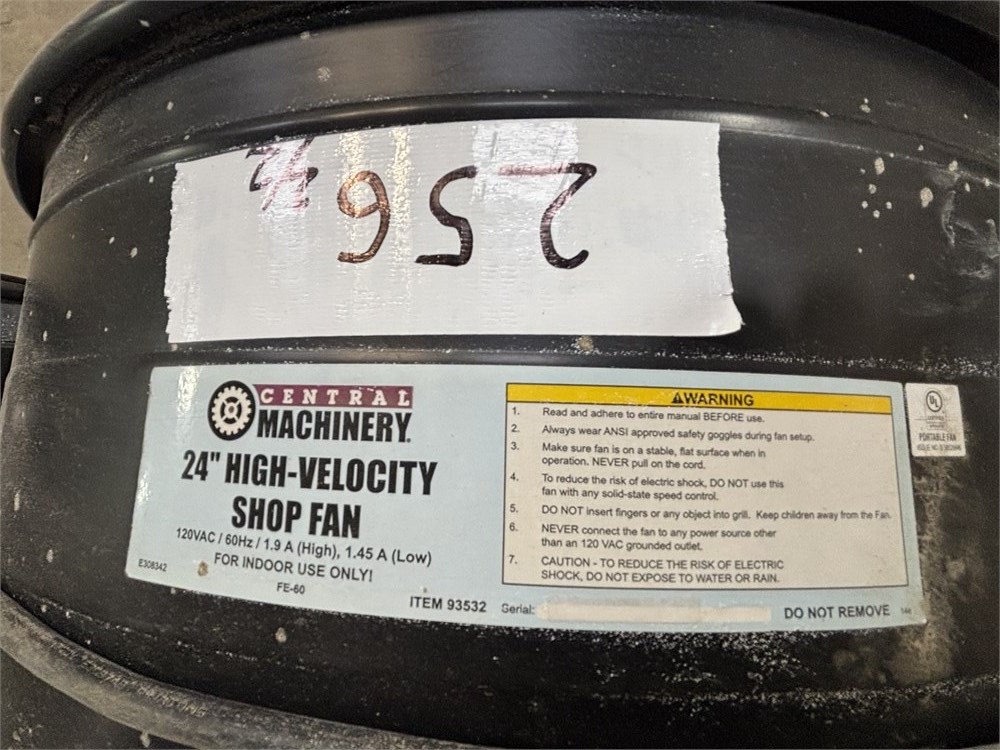 256
CENTRAL
MACHINERY.
24" HIGH-VELOCITY
SHOP FAN
120VAC / 60Hz / 1.9 A (High), 1.45 A (Low)
FOR INDOOR USE ONLY!
E308342
FE-60
ITEM 93532
⚠WARNING
1. Read and adhere to entire manual BEFORE use.
2. Always wear ANSI approved safety goggles during fan setup.
3. Make sure fan is on a stable, flat surface when in
operation. NEVER pull on the cord.
4. To reduce the risk of electric shock, DO NOT use this
fan with any solid-state speed control.
5. DO NOT insert fingers or any object into grill. Keep children away from the Fan.
6. NEVER connect the fan to any power source other
than an 120 VAC grounded outlet.
7. CAUTION - TO REDUCE THE RISK OF ELECTRIC
SHOCK, DO NOT EXPOSE TO WATER OR RAIN.
Serial:
DO NOT REMOVE
UL
PORTABLE FAN